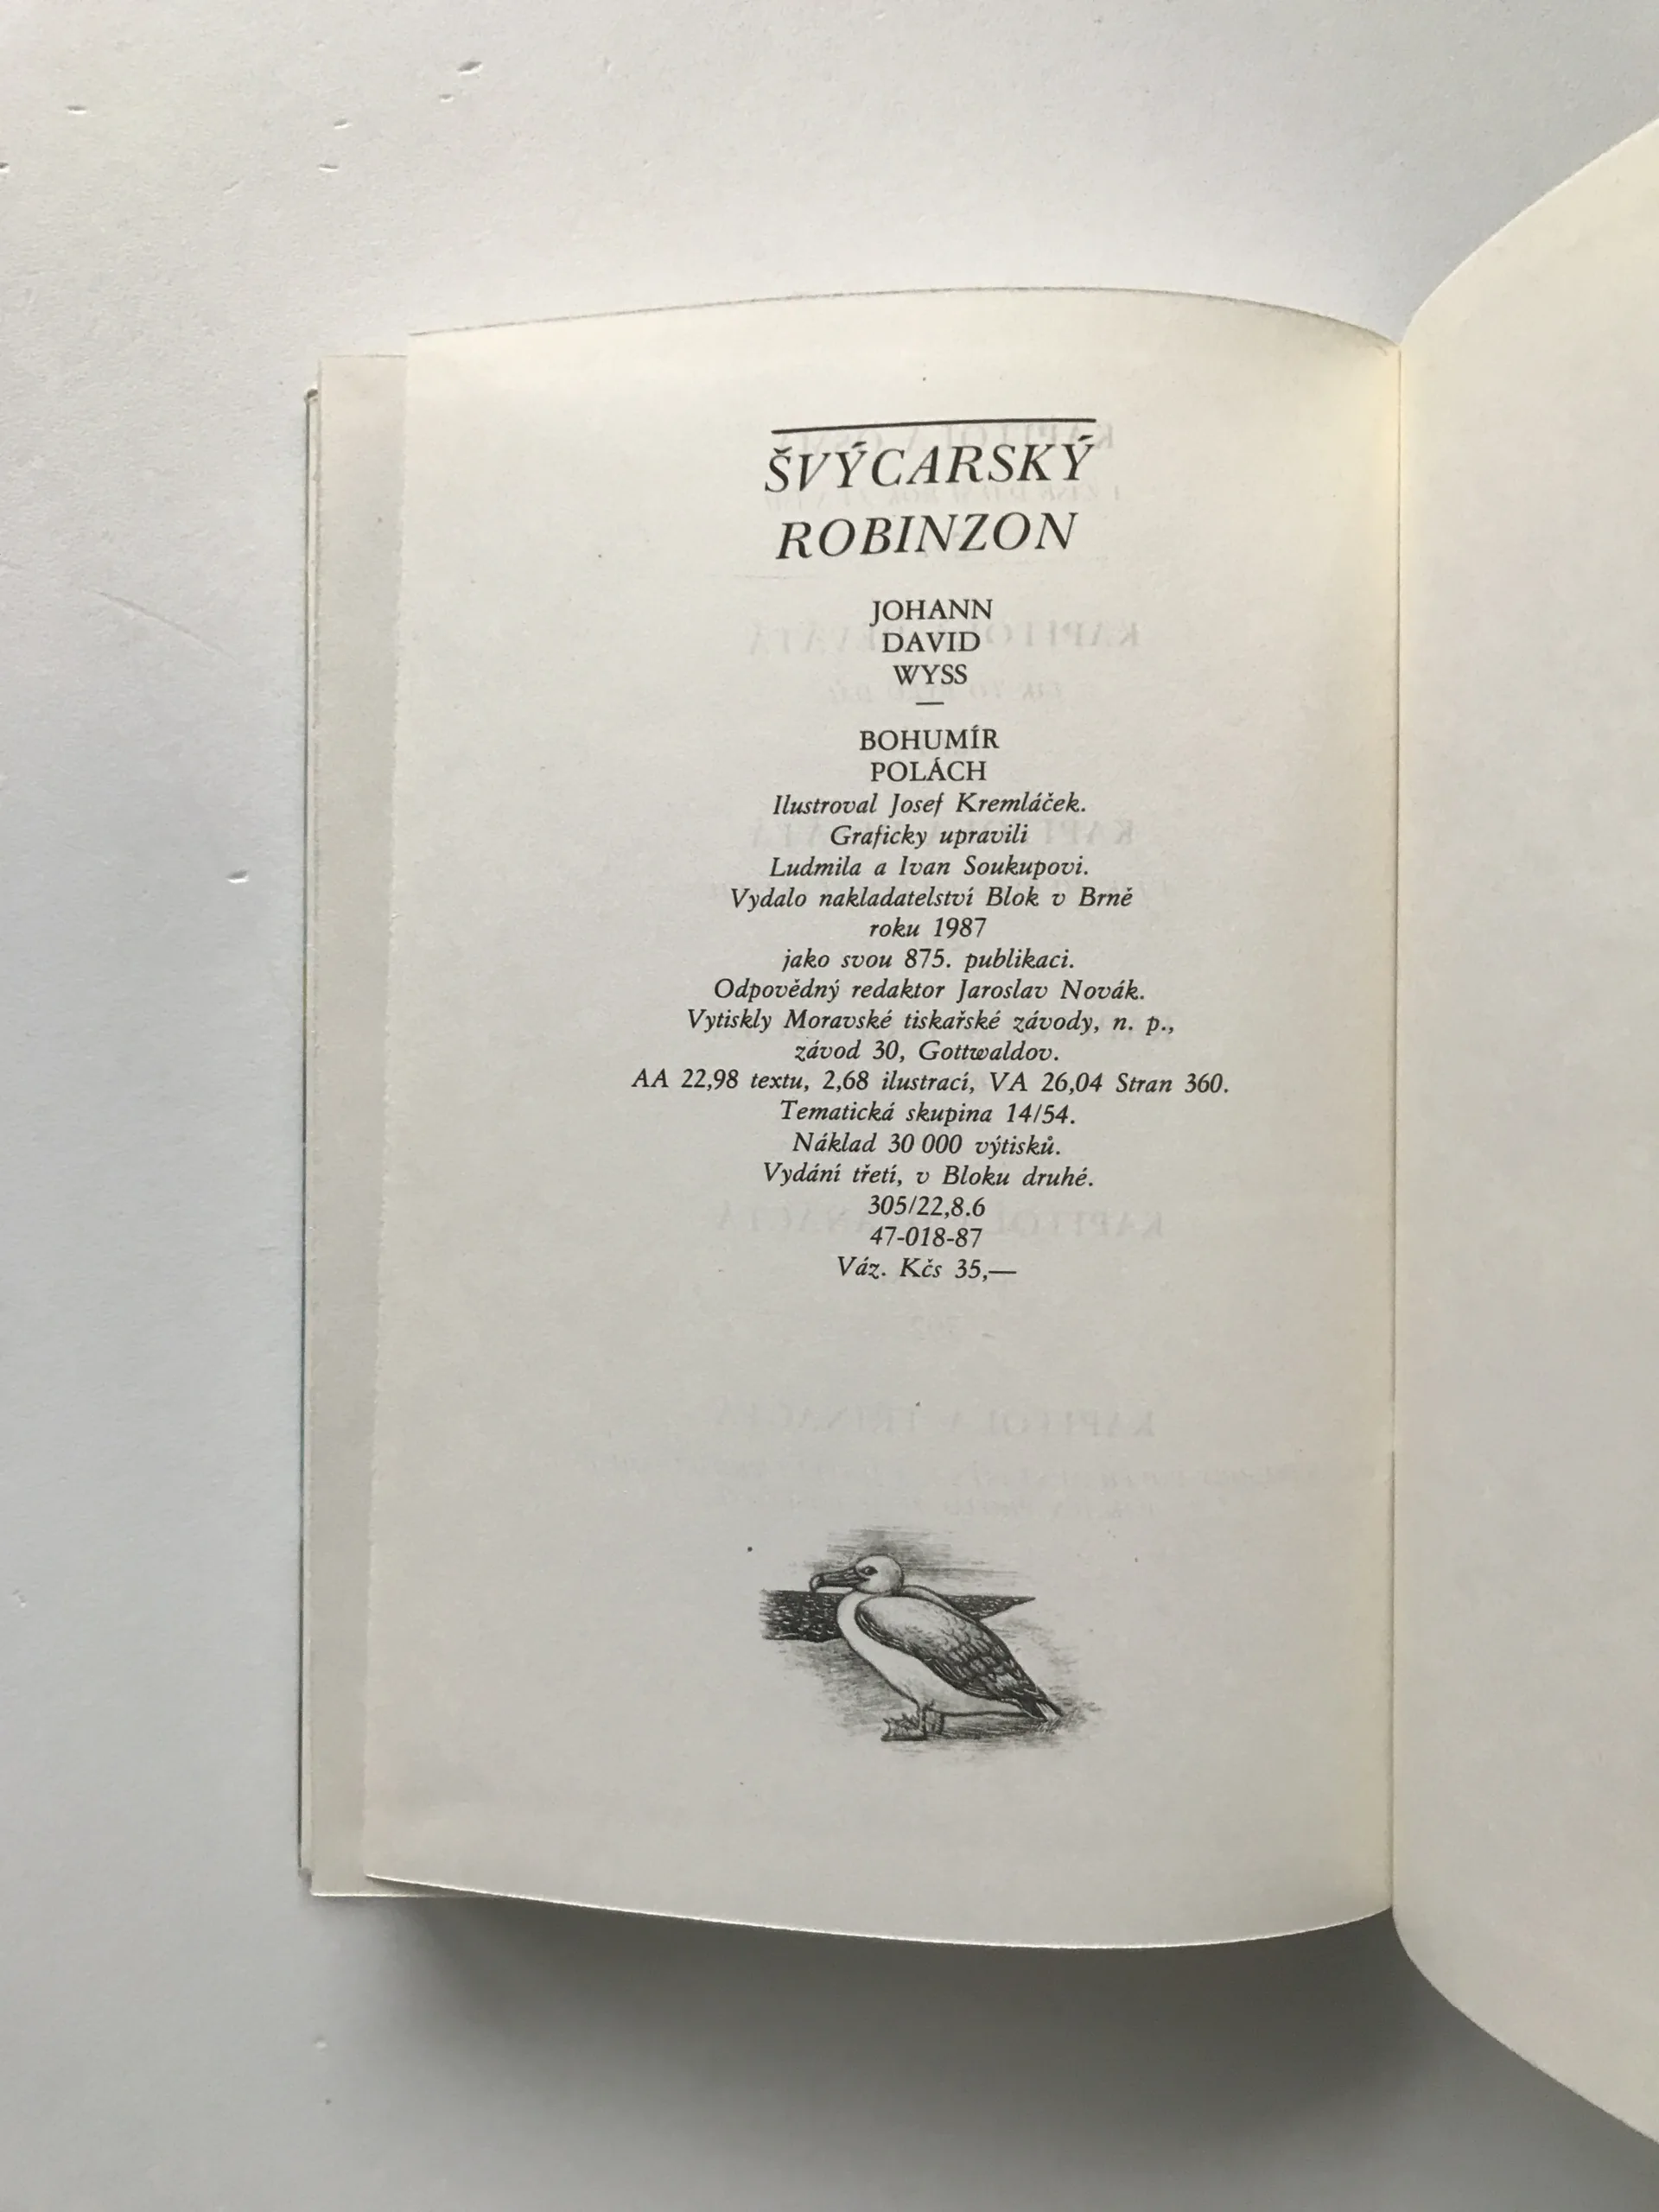 ŠVÝCARSKÝ
ROBINZON
JOHANN
DAVID
WYSS
—
BOHUMÍR
POLÁCH
Ilustroval Josef Kremláček.
Graficky upravili
Ludmila a Ivan Soukupovi.
Vydalo nakladatelství Blok v Brně
roku 1987
jako svou 875. publikaci.
Odpovědný redaktor Jaroslav Novák.
Vytiskly Moravské tiskařské závody, n. p.,
závod 30, Gottwaldov.
AA 22,98 textu, 2,68 ilustrací, VA 26,04 Stran 360.
Tematická skupina 14/54.
Náklad 30 000 výtisků.
Vydání třetí, v Bloku druhé.
305/22,8.6
47-018-87
Váz. Kčs 35,—